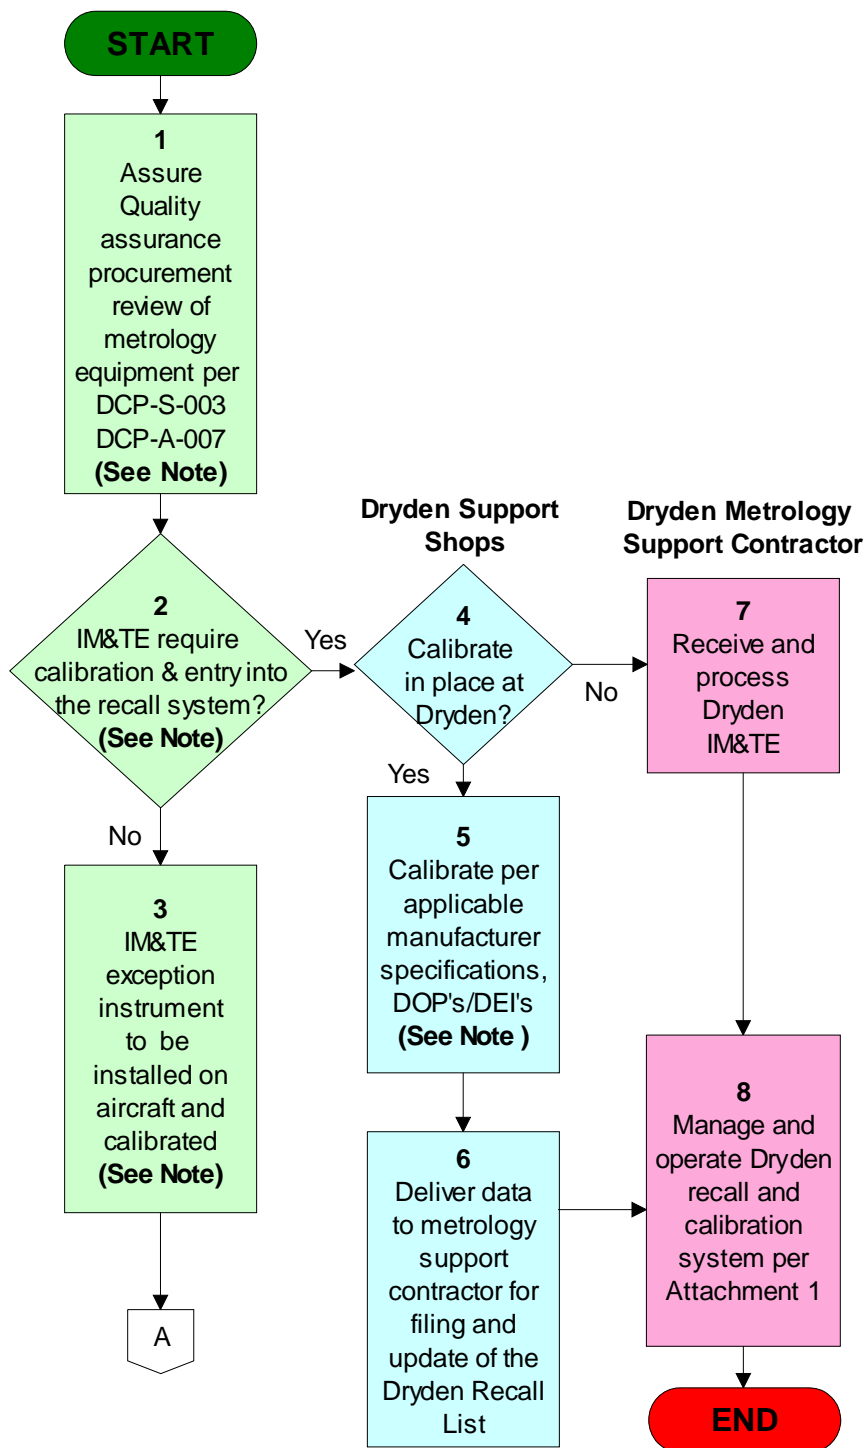 START
1
Assure
Quality
assurance
procurement
review of
metrology
equipment per
DCP-S-003
DCP-A-007
(See Note)
2
IM&TE require
calibration & entry into
the recall system?
(See Note)
Yes
No
3
IM&TE
exception
instrument
to be
installed on
aircraft and
calibrated
(See Note)
A
Dryden Support
Shops
4
Calibrate
in place at
Dryden?
No
Yes
5
Calibrate per
applicable
manufacturer
specifications,
DOP's/DEI's
(See Note )
6
Deliver data
to metrology
support
contractor for
filing and
update of the
Dryden Recall
List
Dryden Metrology
Support Contractor
7
Receive and
process
Dryden
IM&TE
8
Manage and
operate Dryden
recall and
calibration
system per
Attachment 1
END